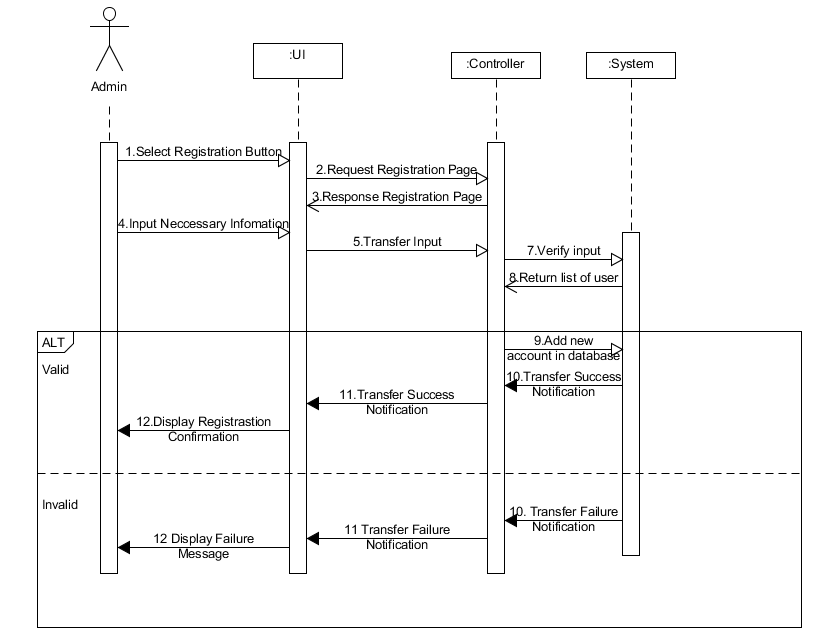 :UI
:Controller
:System
Admin
1.Select Registration Button
2.Request Registration Page
3.Response Registration Page
4.Input Neccessary Infomation
5.Transfer Input
7.Verify input
8.Return list of user
ALT
9.Add new
account in database
Valid
10.Transfer Success
Notification
11.Transfer Success
Notification
12.Display Registrastion
Confirmation
Invalid
10. Transfer Failure
Notification
11 Transfer Failure
Notification
12 Display Failure
Message